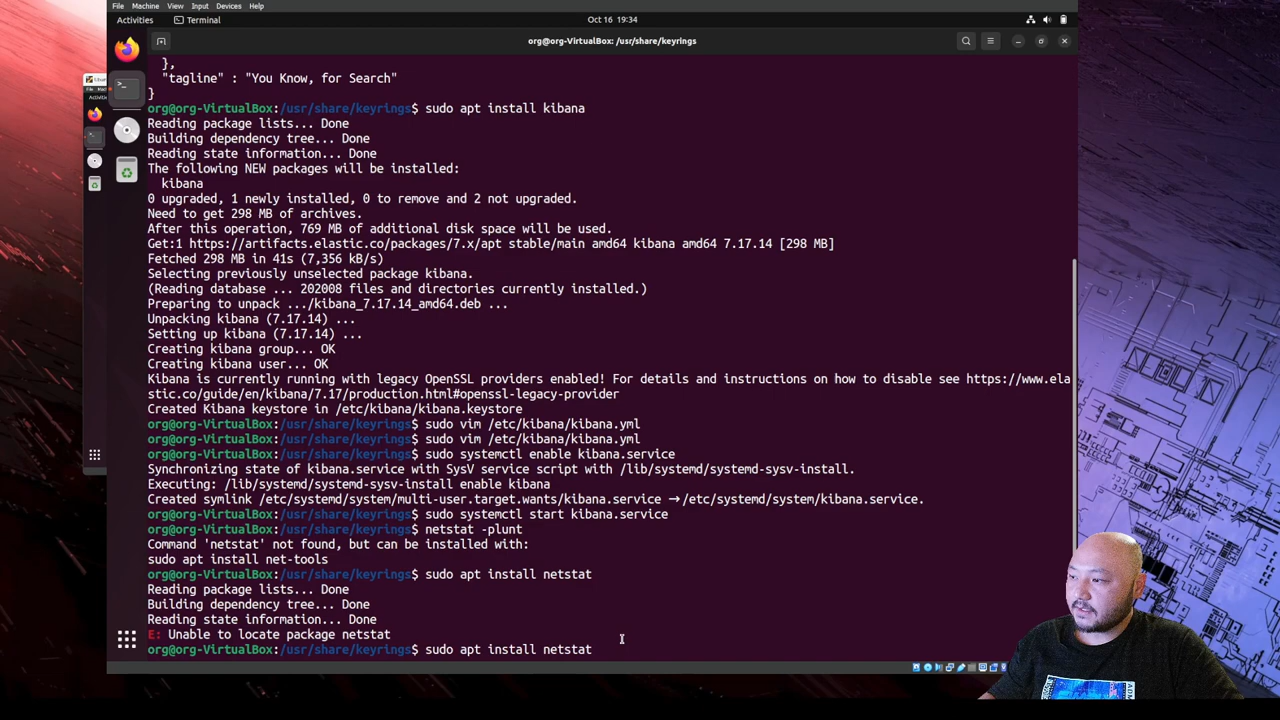 File Machine View Input Devices Help
Activities Terminal Oct 16 19:34
org@org-VirtualBox: /usr/share/keyrings
},
"tagline" : "You Know, for Search"
}
org@org-VirtualBox:/usr/share/keyrings$ sudo apt install kibana
Reading package lists... Done
Building dependency tree... Done
Reading state information... Done
The following NEW packages will be installed:
kibana
0 upgraded, 1 newly installed, 0 to remove and 2 not upgraded.
Need to get 298 MB of archives.
After this operation, 769 MB of additional disk space will be used.
Get:1 https://artifacts.elastic.co/packages/7.x/apt stable/main amd64 kibana amd64 7.17.14 [298 MB]
Fetched 298 MB in 41s (7,356 kB/s)
Selecting previously unselected package kibana.
(Reading database ... 202008 files and directories currently installed.)
Preparing to unpack .../kibana_7.17.14_amd64.deb ...
Unpacking kibana (7.17.14) ...
Setting up kibana (7.17.14) ...
Creating kibana group... OK
Creating kibana user... OK
Kibana is currently running with legacy OpenSSL providers enabled! For details and instructions on how to disable see https://www.ela
stic.co/guide/en/kibana/7.17/production.html#openssl-legacy-provider
Created Kibana keystore in /etc/kibana/kibana.keystore
org@org-VirtualBox:/usr/share/keyrings$ sudo vim /etc/kibana/kibana.yml
org@org-VirtualBox:/usr/share/keyrings$ sudo vim /etc/kibana/kibana.yml
org@org-VirtualBox:/usr/share/keyrings$ sudo systemctl enable kibana.service
Synchronizing state of kibana.service with SysV service script with /lib/systemd/systemd-sysv-install.
Executing: /lib/systemd/systemd-sysv-install enable kibana
Created symlink /etc/systemd/system/multi-user.target.wants/kibana.service → /etc/systemd/system/kibana.service.
org@org-VirtualBox:/usr/share/keyrings$ sudo systemctl start kibana.service
org@org-VirtualBox:/usr/share/keyrings$ netstat -plunt
Command 'netstat' not found, but can be installed with:
sudo apt install net-tools
org@org-VirtualBox:/usr/share/keyrings$ sudo apt install netstat
Reading package lists... Done
Building dependency tree... Done
Reading state information... Done
E: Unable to locate package netstat
org@org-VirtualBox:/usr/share/keyrings$ sudo apt install netstat